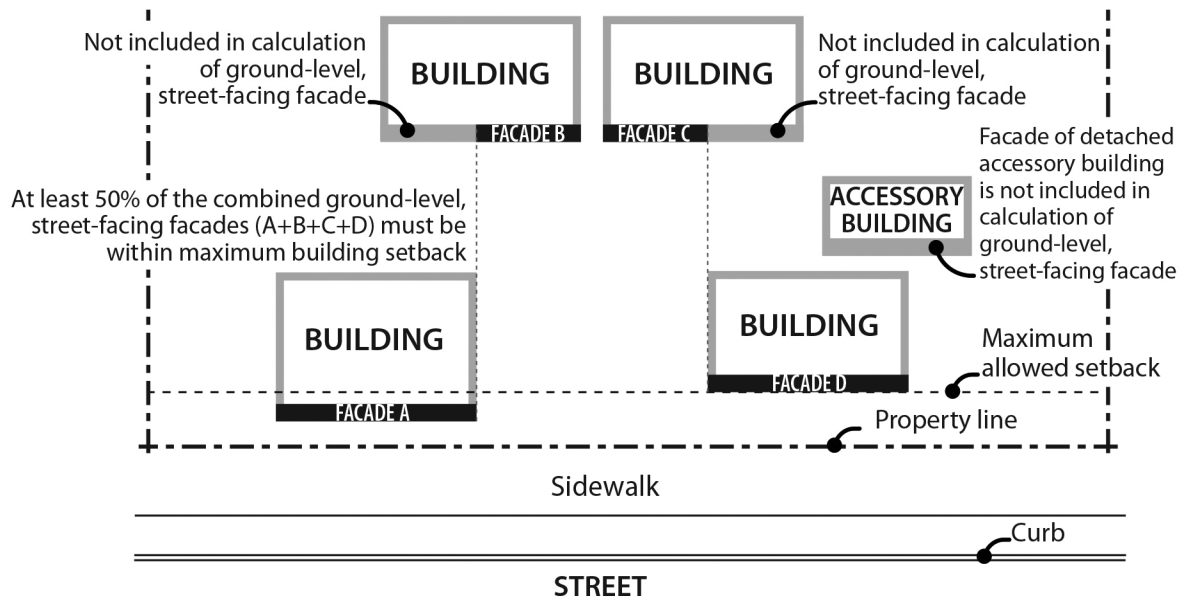 Not included in calculation
of ground-level,
street-facing facade
BUILDING
FACADE B
BUILDING
FACADE C
Not included in calculation
of ground-level,
street-facing facade
Facade of detached
accessory building
is not included in
calculation of
ground-level,
street-facing facade
ACCESSORY
BUILDING
At least 50% of the combined ground-level,
street-facing facades (A+B+C+D) must be
within maximum building setback
BUILDING
FACADE A
BUILDING
FACADE D
Maximum
allowed setback
Property line
Sidewalk
Curb
STREET